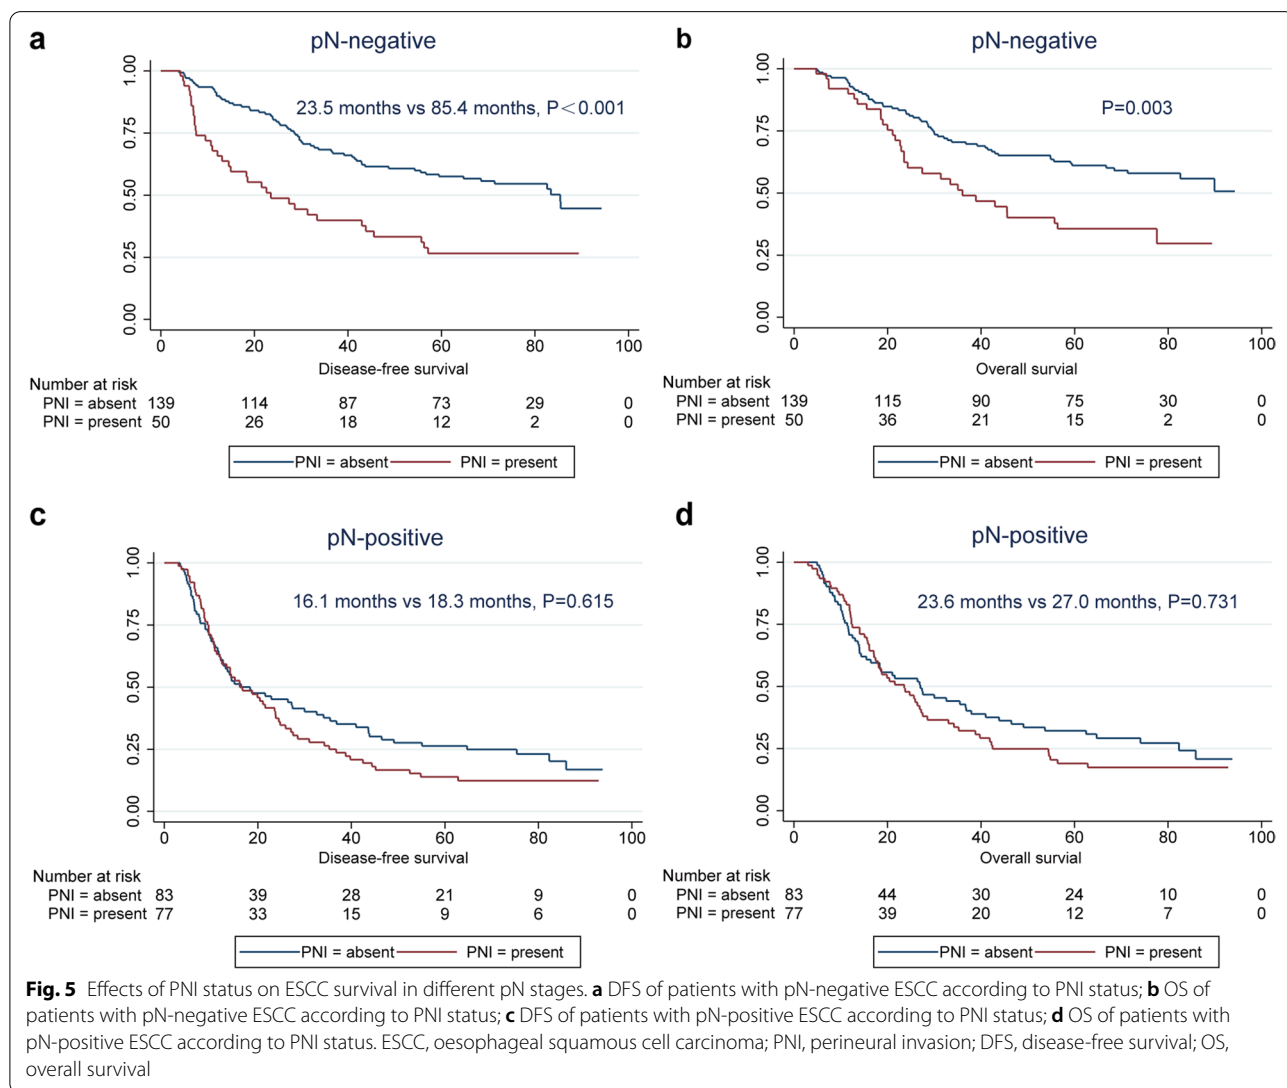 a
pN-negative
1.00
0.75
0.50
0.25
0.00
23.5 months vs 85.4 months, P<0.001
0 20 40 60 80 100
Disease-free survival
Number at risk
PNI = absent 139 114 87 73 29 0
PNI = present 50 26 18 12 2 0
PNI = absent PNI = present
b
pN-negative
1.00
0.75
0.50
0.25
0.00
P=0.003
0 20 40 60 80 100
Overall survial
Number at risk
PNI = absent 139 115 90 75 30 0
PNI = present 50 36 21 15 2 0
PNI = absent PNI = present
c
pN-positive
1.00
0.75
0.50
0.25
0.00
16.1 months vs 18.3 months, P=0.615
0 20 40 60 80 100
Disease-free survival
Number at risk
PNI = absent 83 39 28 21 9 0
PNI = present 77 33 15 9 6 0
PNI = absent PNI = present
d
pN-positive
1.00
0.75
0.50
0.25
0.00
23.6 months vs 27.0 months, P=0.731
0 20 40 60 80 100
Overall survial
Number at risk
PNI = absent 83 44 30 24 10 0
PNI = present 77 39 20 12 7 0
PNI = absent PNI = present
Fig. 5 Effects of PNI status on ESCC survival in different pN stages. a DFS of patients with pN-negative ESCC according to PNI status; b OS of
patients with pN-negative ESCC according to PNI status; c DFS of patients with pN-positive ESCC according to PNI status; d OS of patients with
pN-positive ESCC according to PNI status. ESCC, oesophageal squamous cell carcinoma; PNI, perineural invasion; DFS, disease-free survival; OS,
overall survival